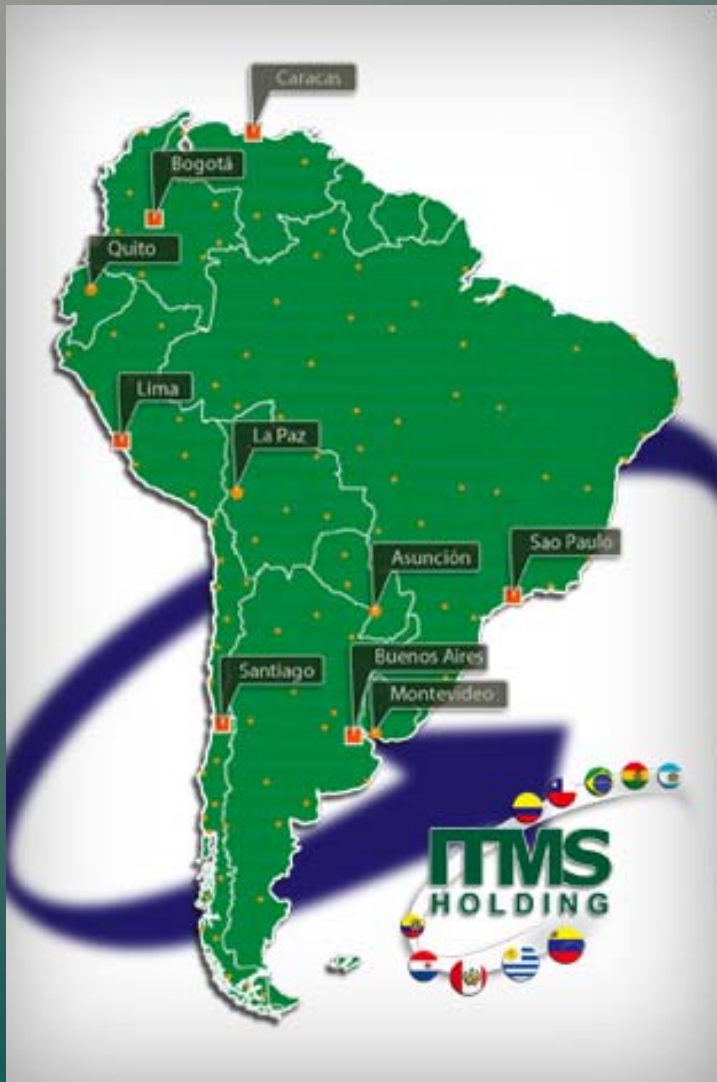 Caracas
Bogotá
Quito
Lima
La Paz
Asunción
Sao Paulo
Buenos Aires
Santiago
Montevideo
ITMS
HOLDING